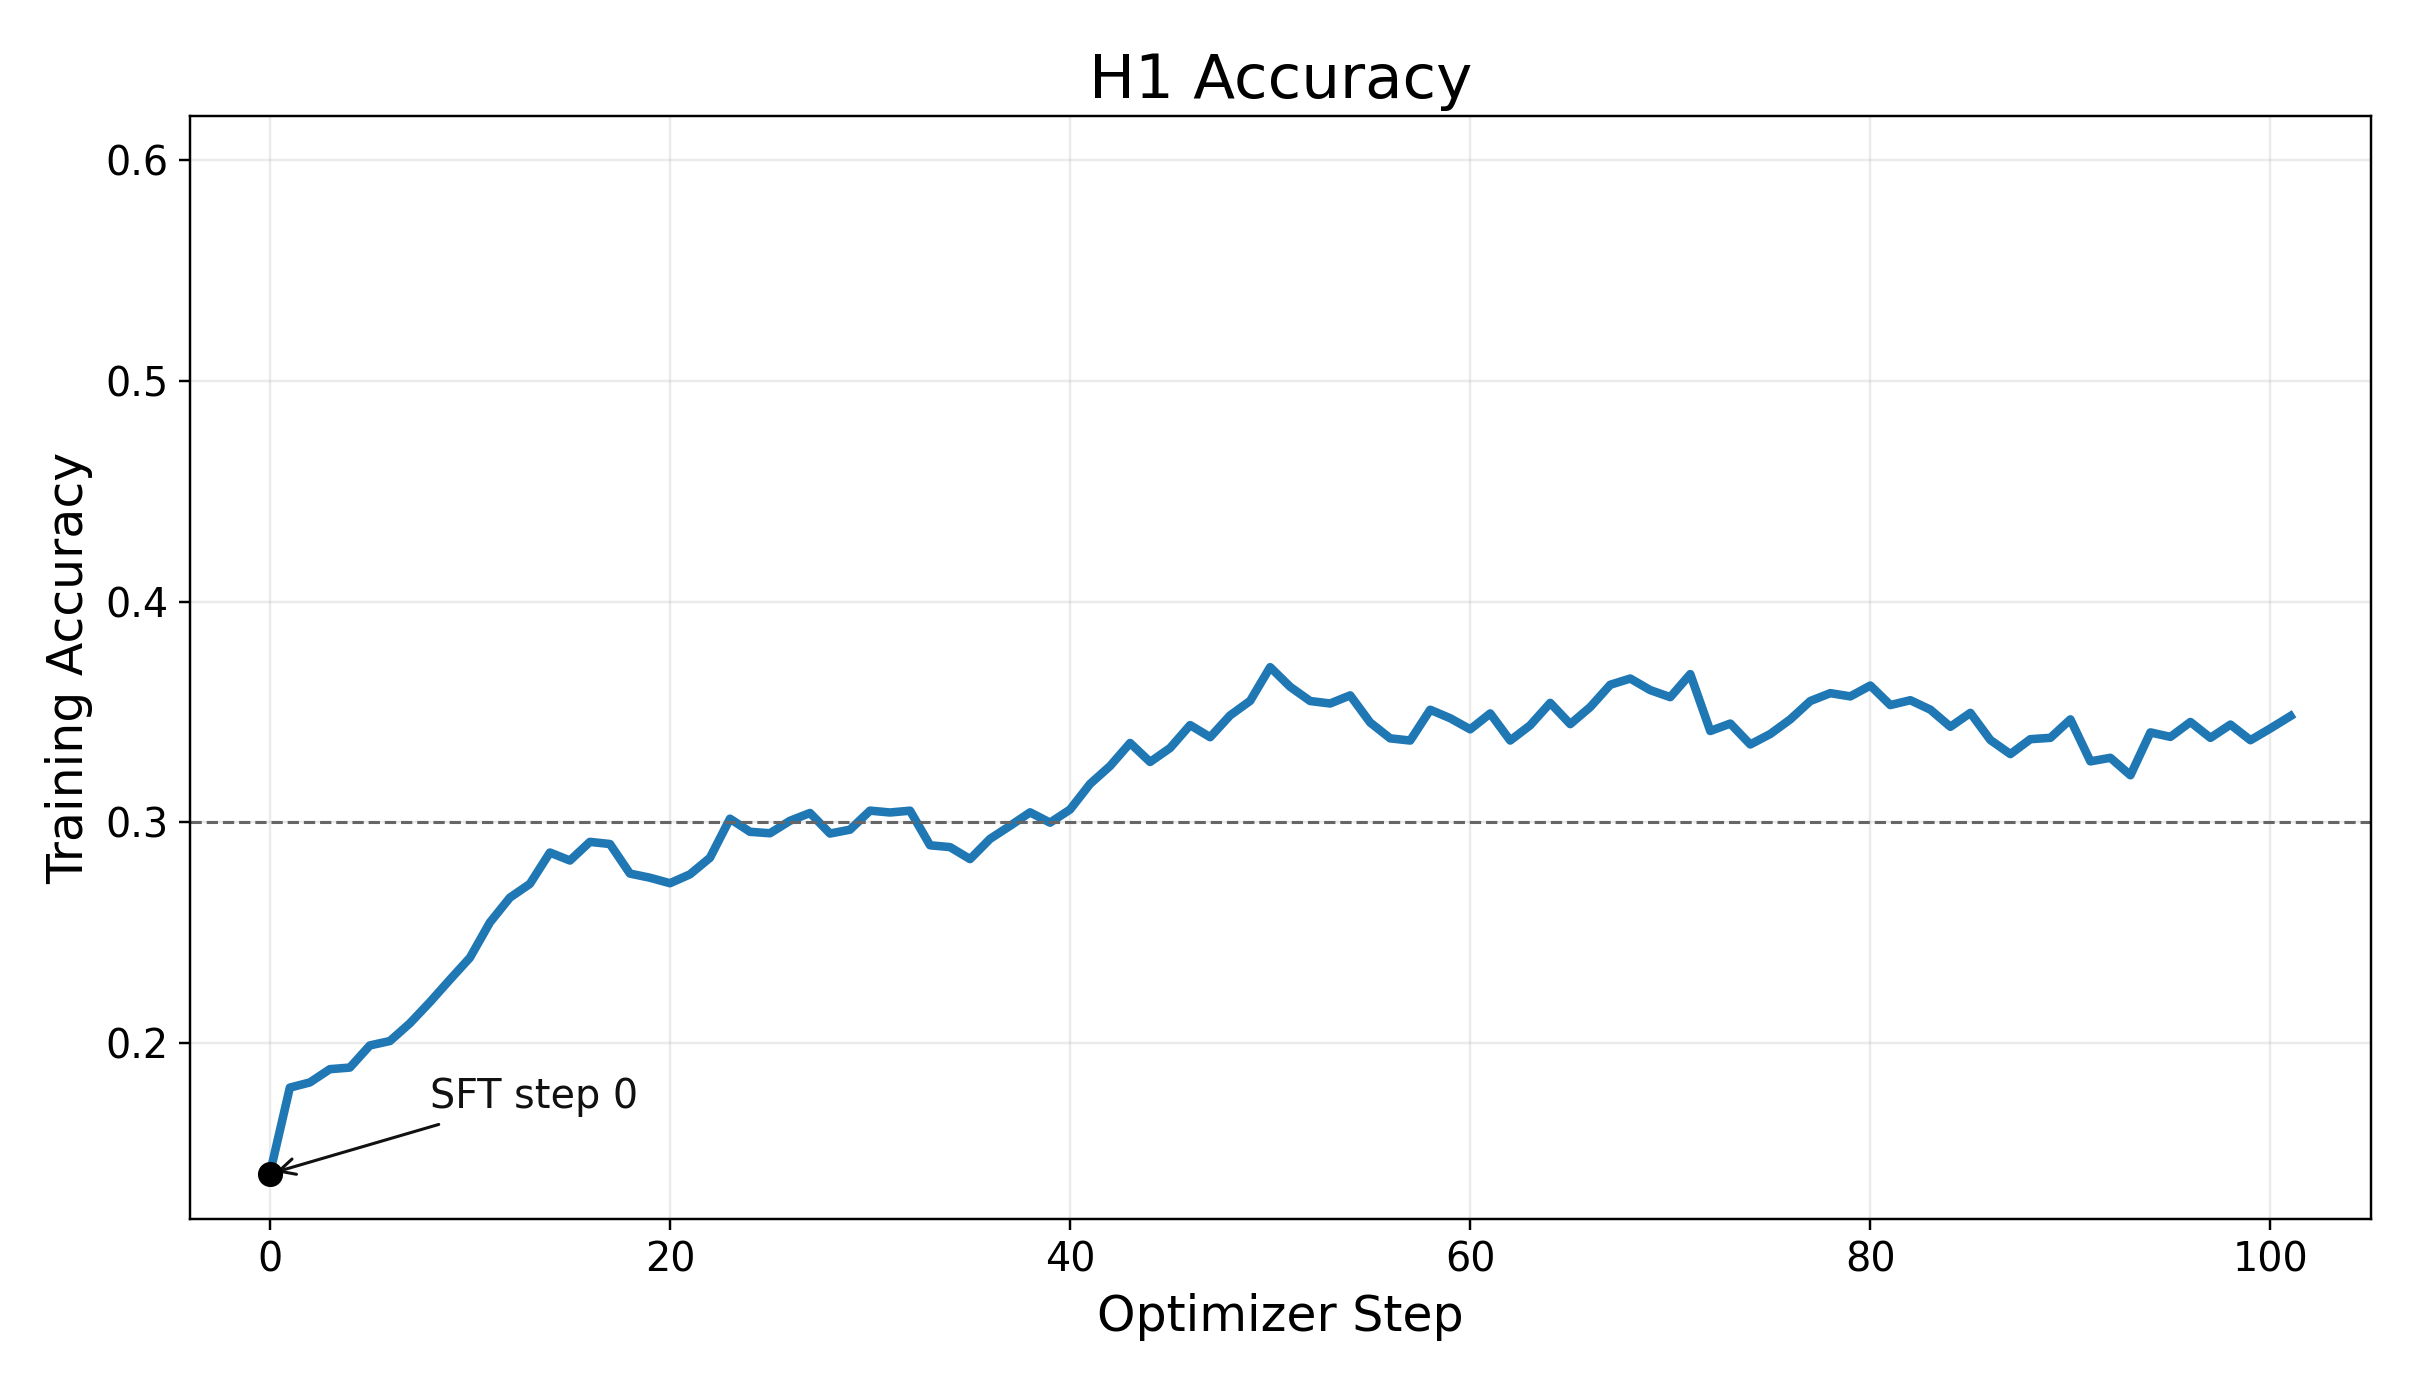 H1 Accuracy
Training Accuracy
0.6
0.5
0.4
0.3
0.2
SFT step 0
0 20 40 60 80 100
Optimizer Step